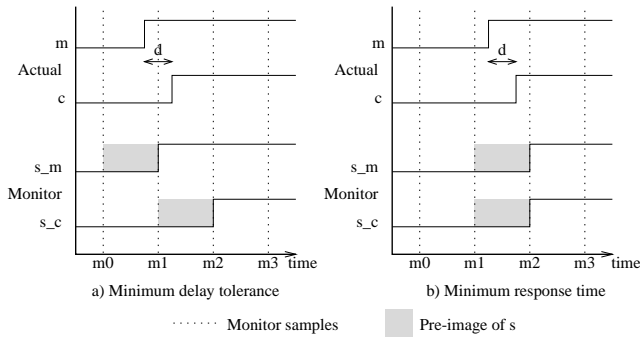 m
d
Actual
c
s_m
Monitor
s_c
m0 m1 m2 m3 time
a) Minimum delay tolerance
m
d
Actual
c
s_m
Monitor
s_c
m0 m1 m2 m3 time
b) Minimum response time
Monitor samples
Pre-image of s